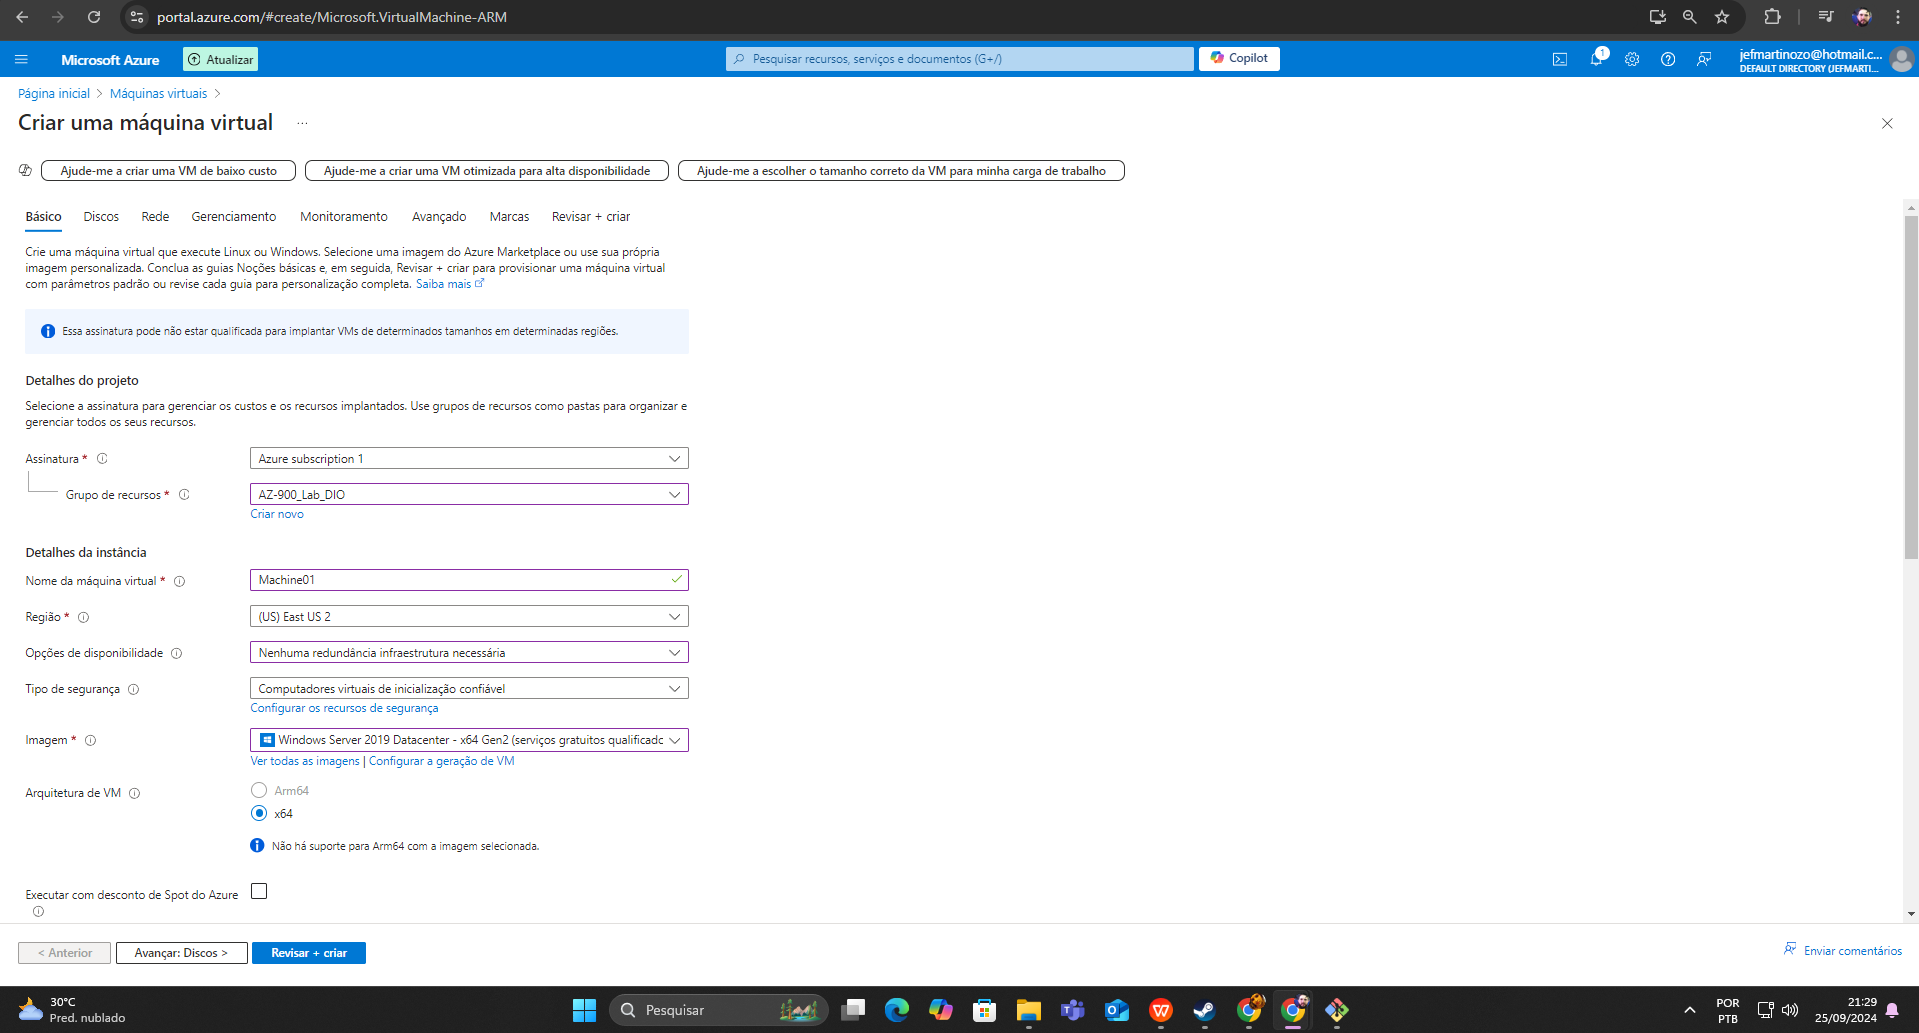 portal.azure.com/#create/Microsoft.VirtualMachine-ARM
Microsoft Azure
Atualizar
Pesquisar recursos, serviços e documentos (G+/)
Copilot
1
jefmartinozo@hotmail.c...
DEFAULT DIRECTORY (JEFMARTI...
Página inicial > Máquinas virtuais >
Criar uma máquina virtual ...
Ajude-me a criar uma VM de baixo custo
Ajude-me a criar uma VM otimizada para alta disponibilidade
Ajude-me a escolher o tamanho correto da VM para minha carga de trabalho
Básico Discos Rede Gerenciamento Monitoramento Avançado Marcas Revisar + criar
Crie uma máquina virtual que execute Linux ou Windows. Selecione uma imagem do Azure Marketplace ou use sua própria
imagem personalizada. Conclua as guias Noções básicas e, em seguida, Revisar + criar para provisionar uma máquina virtual
com parâmetros padrão ou revise cada guia para personalização completa. Saiba mais
Essa assinatura pode não estar qualificada para implantar VMs de determinados tamanhos em determinadas regiões.
Detalhes do projeto
Selecione a assinatura para gerenciar os custos e os recursos implantados. Use grupos de recursos como pastas para organizar e
gerenciar todos os seus recursos.
Assinatura * Azure subscription 1
Grupo de recursos * AZ-900_Lab_DIO
Criar novo
Detalhes da instância
Nome da máquina virtual * Machine01
Região * (US) East US 2
Opções de disponibilidade Nenhuma redundância infraestrutura necessária
Tipo de segurança Computadores virtuais de inicialização confiável
Configurar os recursos de segurança
Imagem * Windows Server 2019 Datacenter - x64 Gen2 (serviços gratuitos qualificado
Ver todas as imagens | Configurar a geração de VM
Arquitetura de VM Arm64
x64
Não há suporte para Arm64 com a imagem selecionada.
Executar com desconto de Spot do Azure
< Anterior
Avançar: Discos >
Revisar + criar
Enviar comentários
30°C
Pred. nublado
Pesquisar
POR
PTB
21:29
25/09/2024